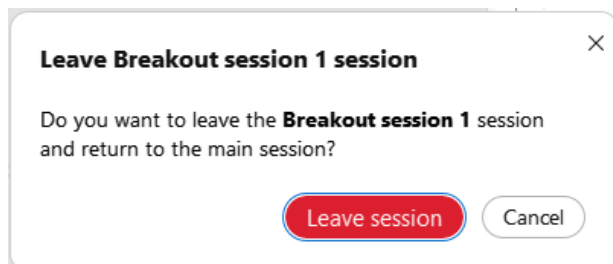 Leave Breakout session 1 session
Do you want to leave the Breakout session 1 session
and return to the main session?
Leave session
Cancel